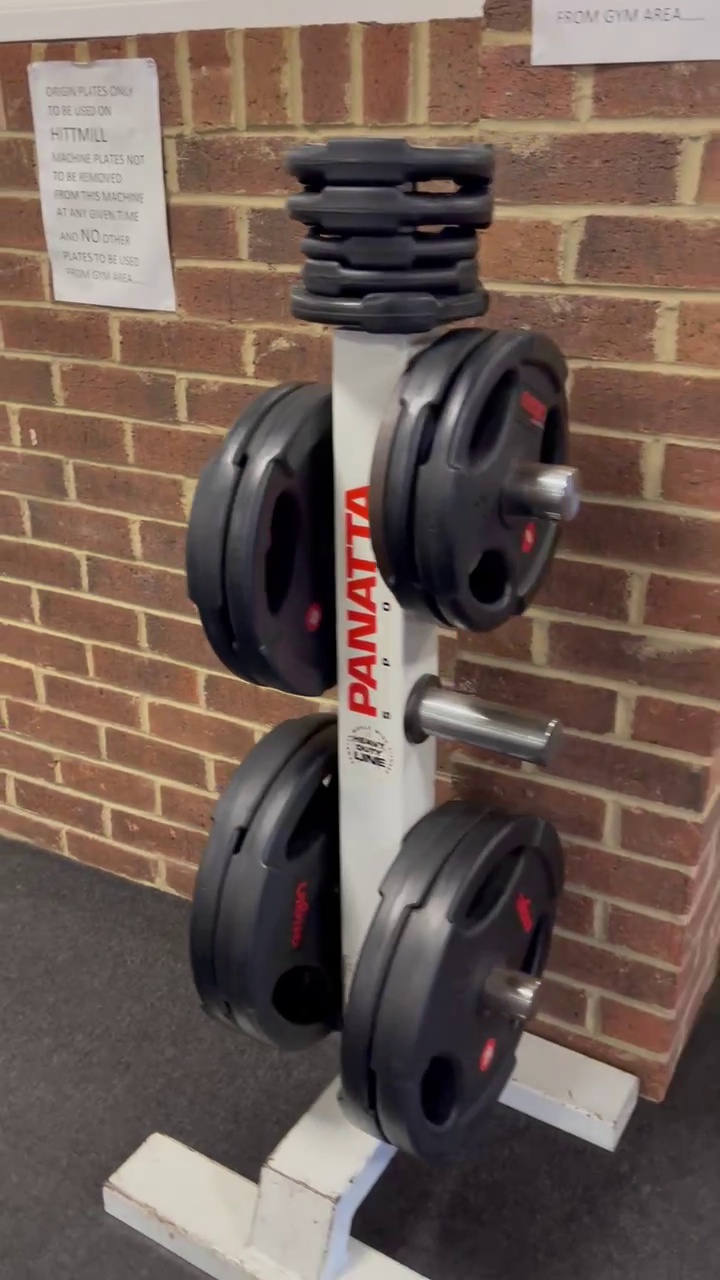 FROM GYM AREA......
ORIGIN PLATES ONLY
TO BE USED ON
HITTMILL
MACHINE PLATES NOT
TO BE REMOVED
FROM THIS MACHINE
AT ANY GIVEN TIME
AND NO OTHER
PLATES TO BE USED
FROM GYM AREA......
PANATTA
SPO
HEAVY
DUTY
LINE
origin